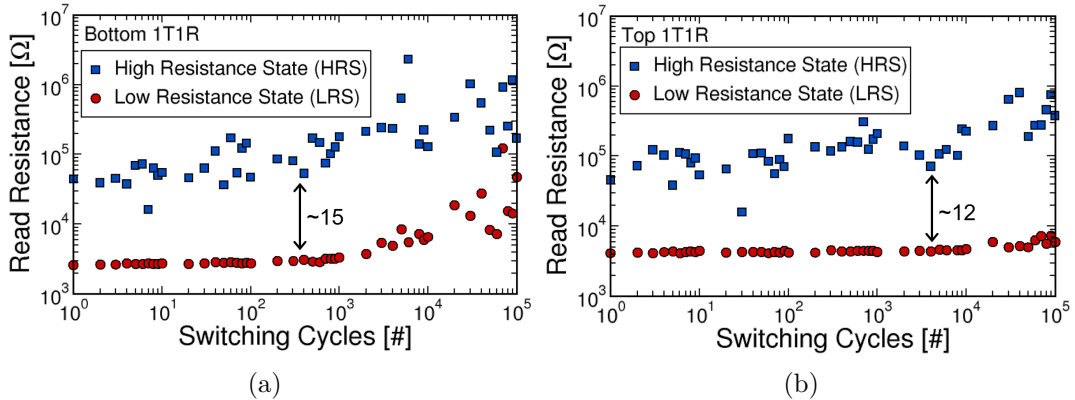 Bottom 1T1R
High Resistance State (HRS)
Low Resistance State (LRS)
~15
Read Resistance [Ω]
10^7
10^6
10^5
10^4
10^3
10^0
10^1
10^2
10^3
10^4
10^5
Switching Cycles [#]
(a)
Top 1T1R
High Resistance State (HRS)
Low Resistance State (LRS)
~12
Read Resistance [Ω]
10^7
10^6
10^5
10^4
10^3
10^0
10^1
10^2
10^3
10^4
10^5
Switching Cycles [#]
(b)